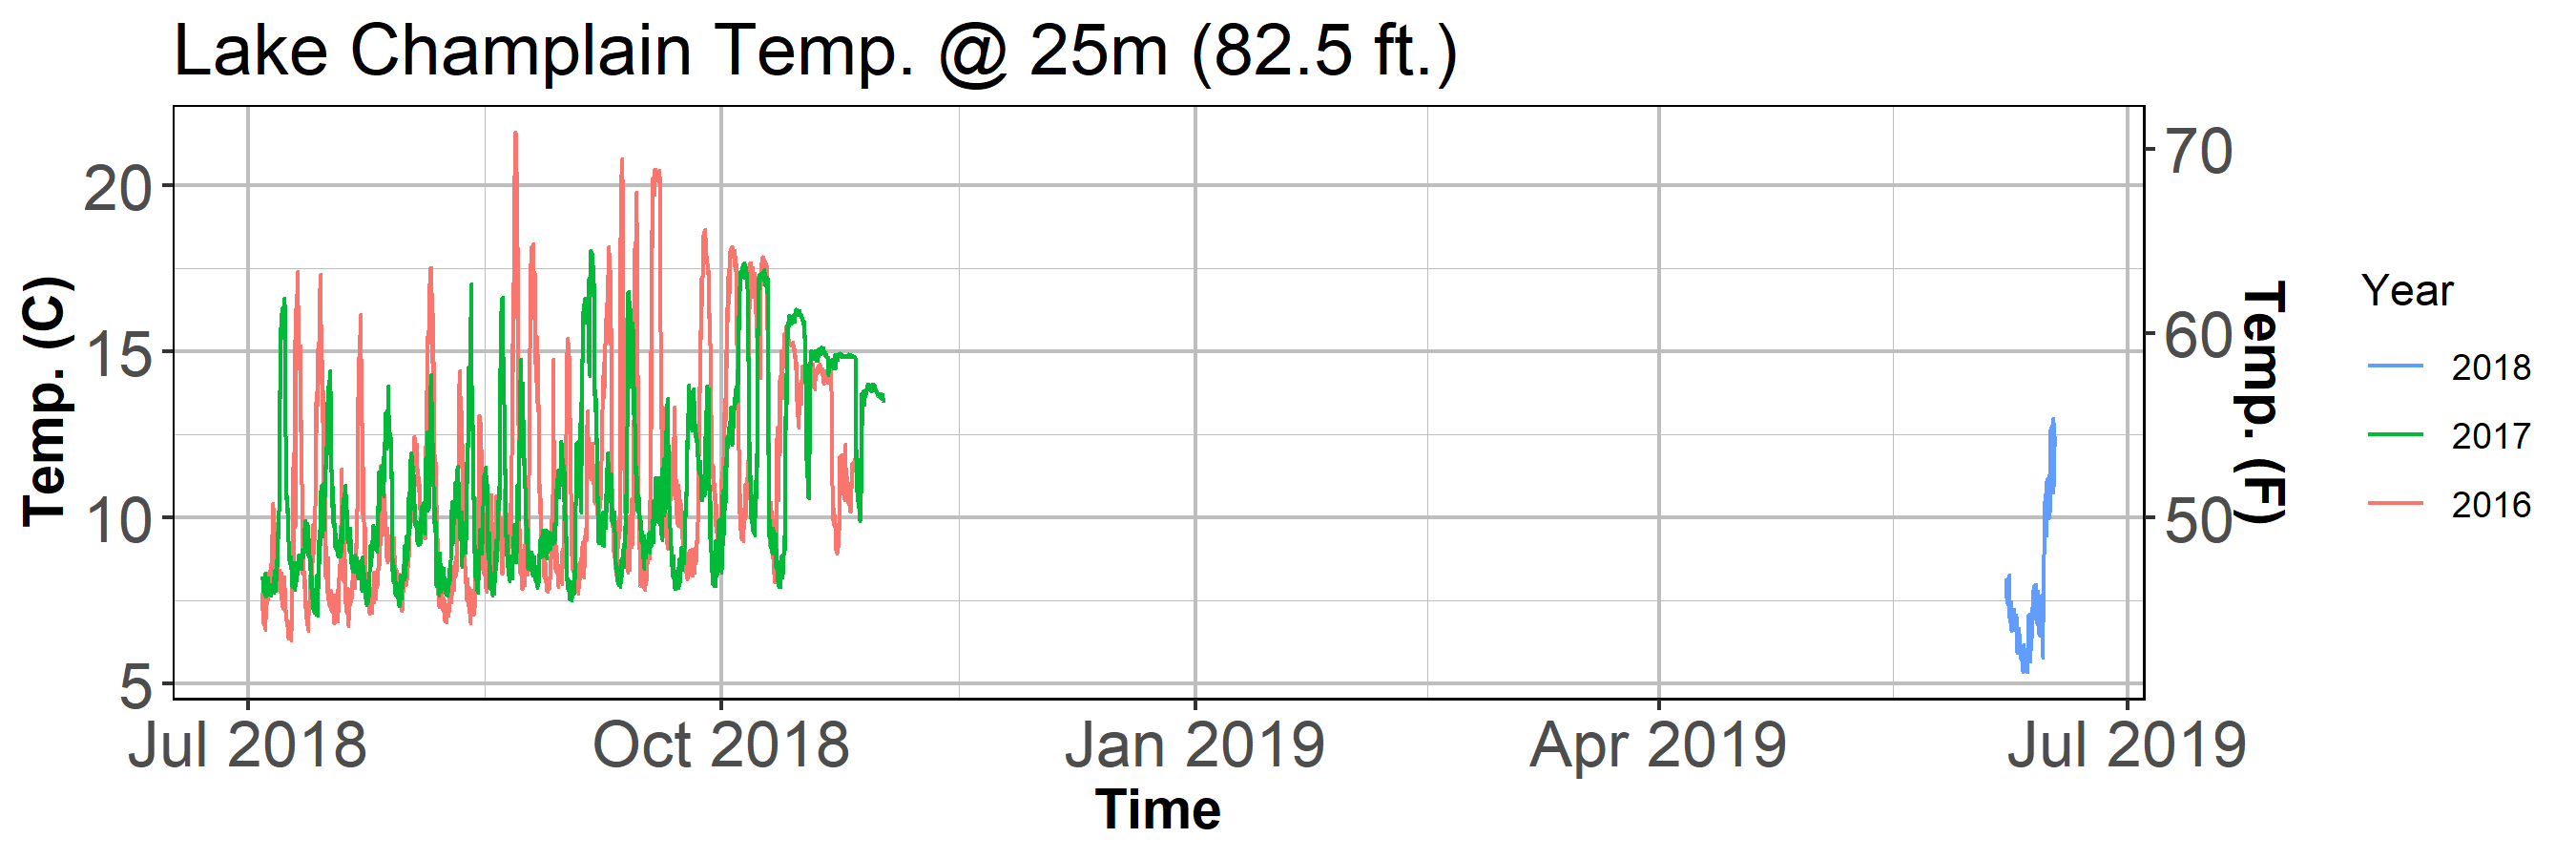 Lake Champlain Temp. @ 25m (82.5 ft.)
Temp. (C)
20
15
10
5
70
60
50
Temp. (F)
Jul 2018
Oct 2018
Jan 2019
Apr 2019
Jul 2019
Time
Year
2018
2017
2016